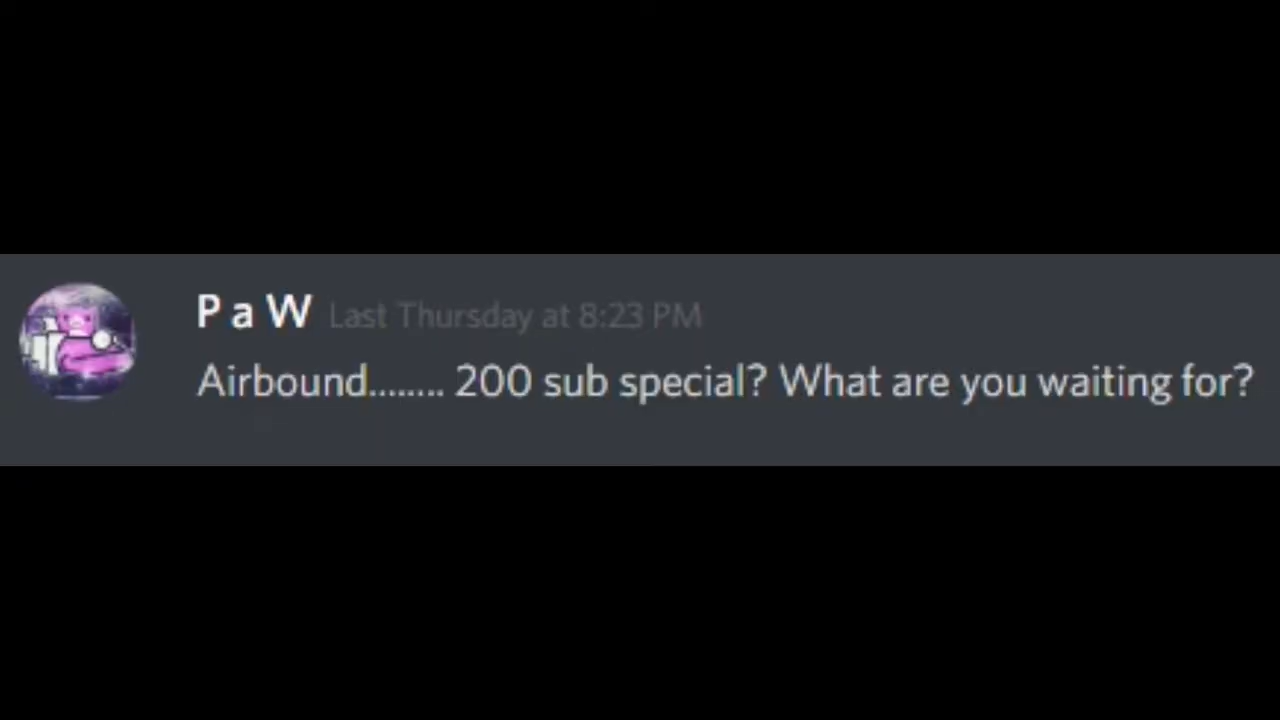 P a W Last Thursday at 8:23 PM
Airbound........ 200 sub special? What are you waiting for?